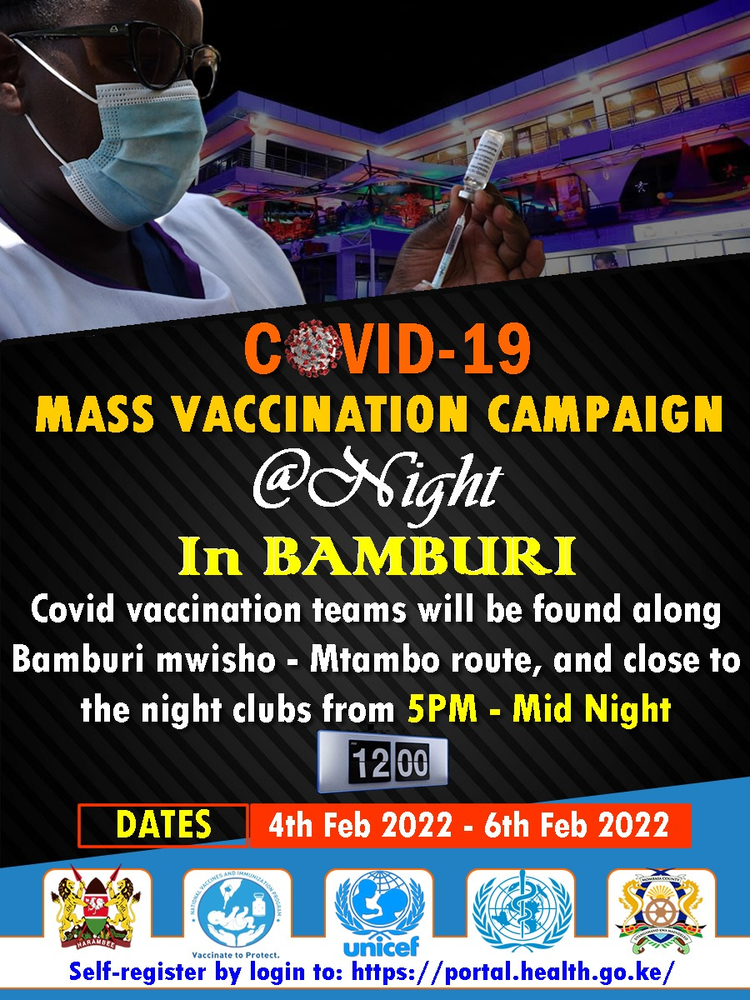 COVID-19
MASS VACCINATION CAMPAIGN
@Night
In BAMBURI
Covid vaccination teams will be found along
Bamburi mwisho - Mtambo route, and close to
the night clubs from 5PM - Mid Night
12 00
DATES 4th Feb 2022 - 6th Feb 2022
HARAMBEE
NATIONAL VACCINES AND IMMUNIZATION PROGRAM
Vaccinate to Protect.
unicef
MOMBASA COUNTY
Self-register by login to: https://portal.health.go.ke/